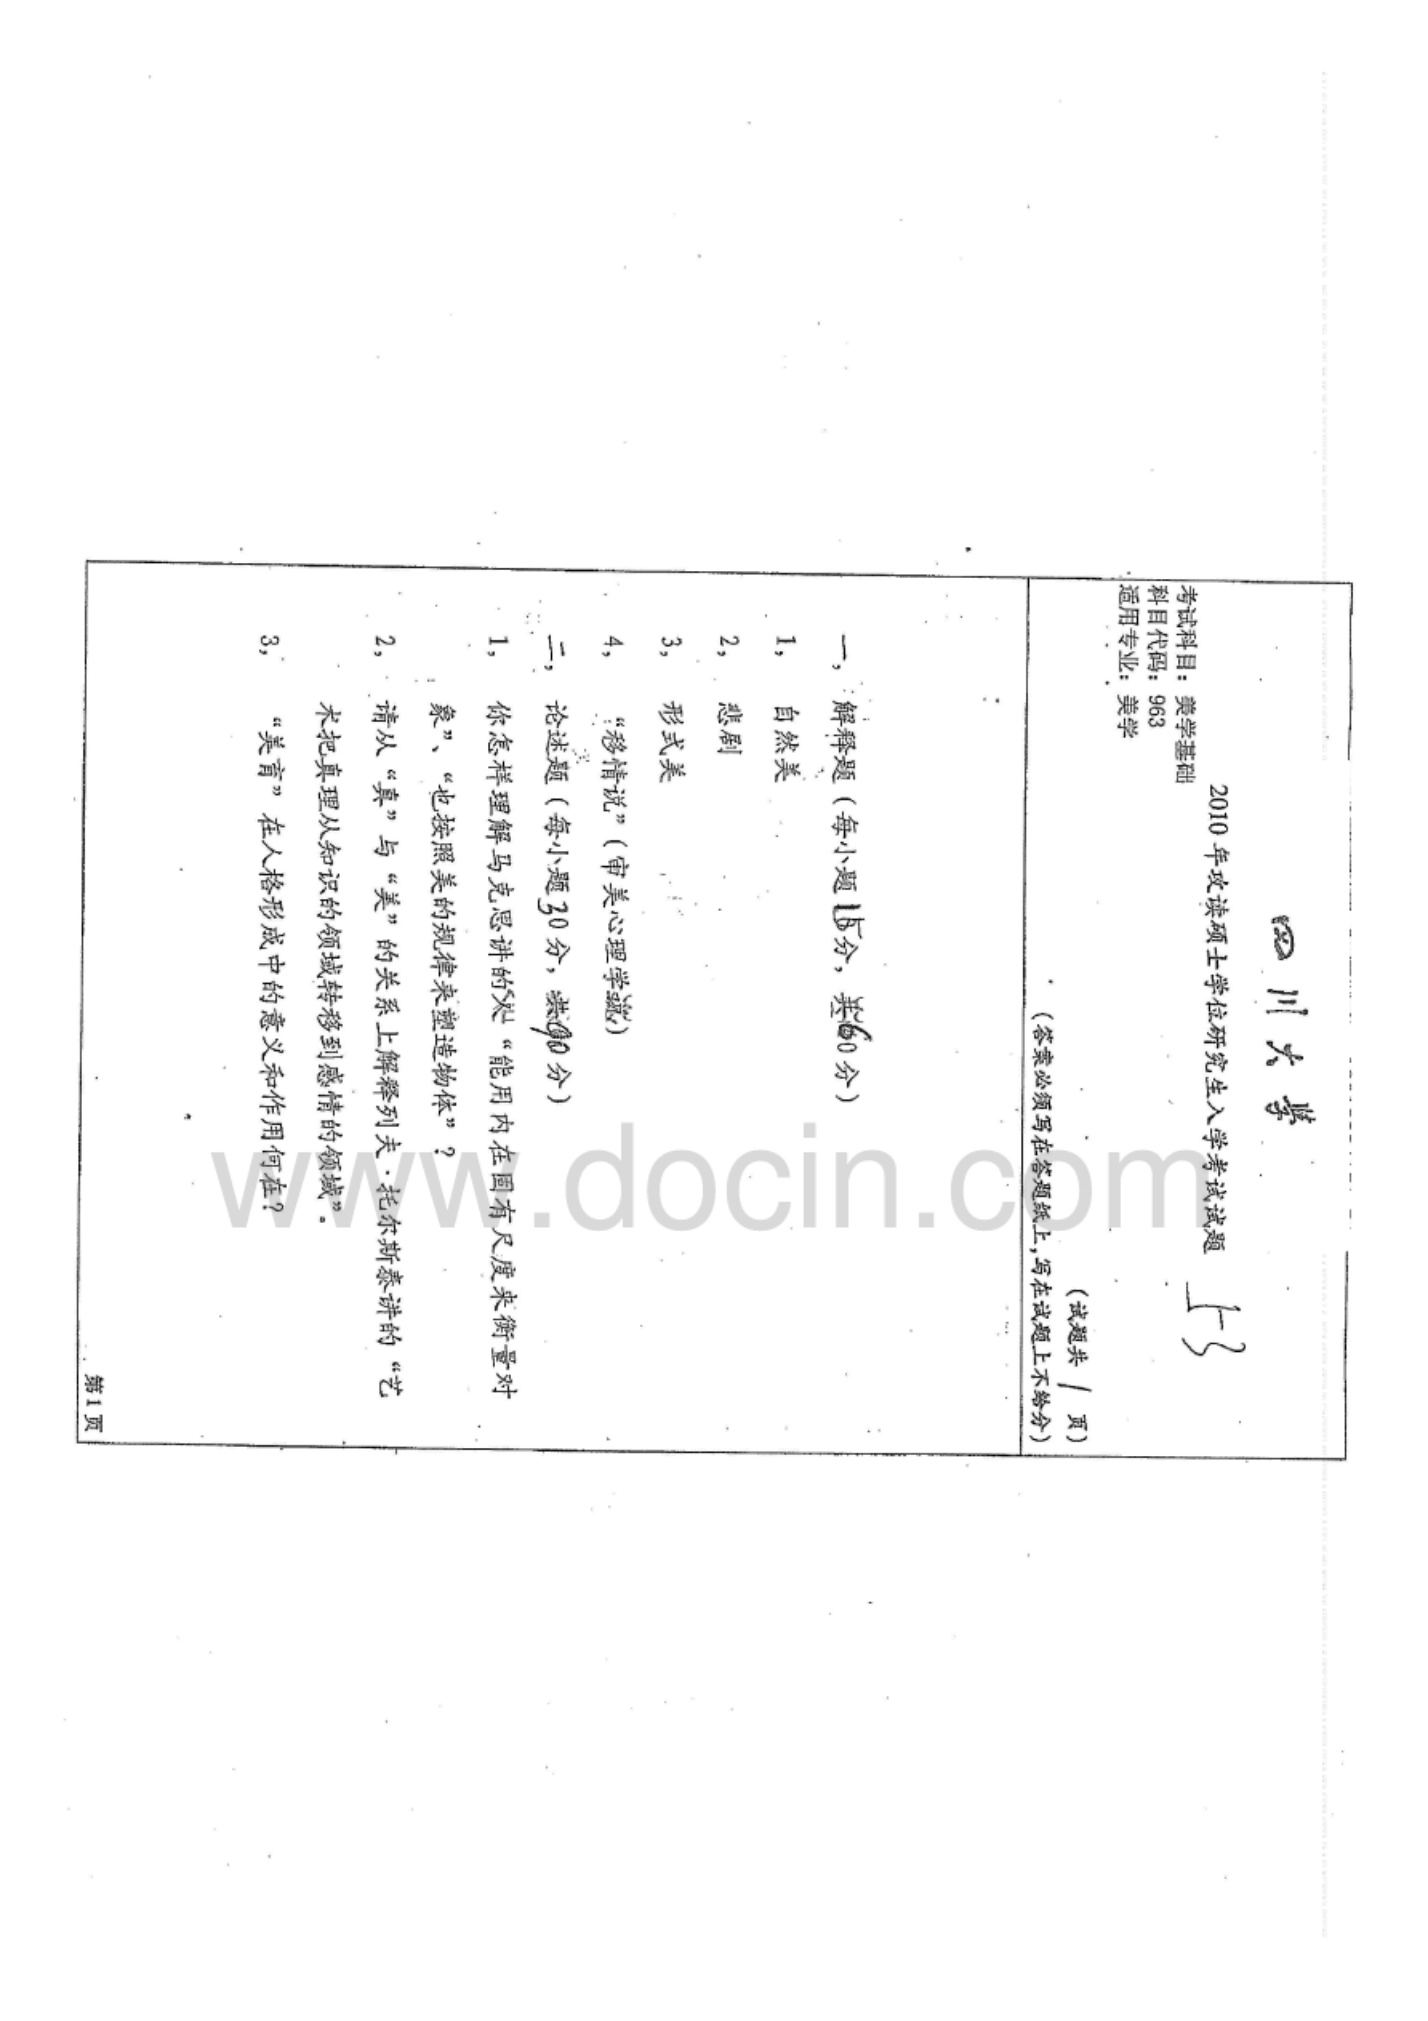 四川大学
2010 年攻读硕士学位研究生入学考试试题
考试科目：美学基础
科目代码：963
适用专业：美学
（试题共 1 页）
（答案必须写在答题纸上，写在试题上不给分）
一，解释题（每小题15分，共60分）
1， 自然美
2， 悲剧
3， 形式美
4， “移情说”（审美心理学
二，论述题（每小题30分，共90分）
1， 你怎样理解马克思讲的人“能用内在固有尺度来衡量对
象”、“也按照美的规律来塑造物体”？
2， 请从“真”与“美”的关系上解释列夫·托尔斯泰讲的“艺
术把真理从知识的领域转移到感情的领域”。
3， “美育”在人格形成中的意义和作用何在？
第 1 页
www.docin.com